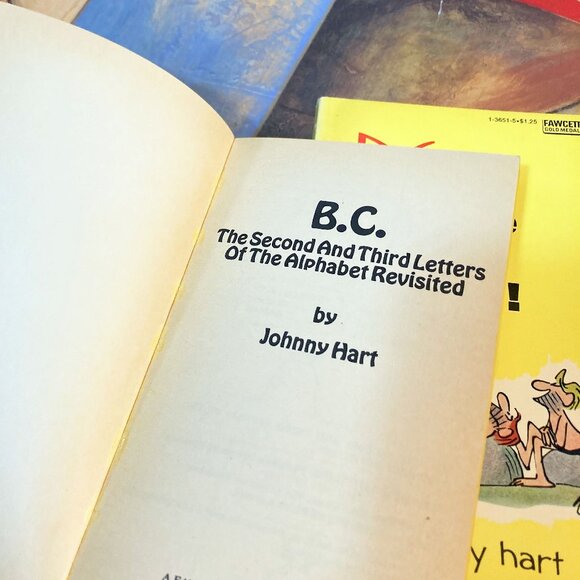 B.C.
The Second And Third Letters
Of The Alphabet Revisited
by
Johnny Hart
1-3651-5•$1.25
FAWCETT
GOLD MEDAL
!
y hart